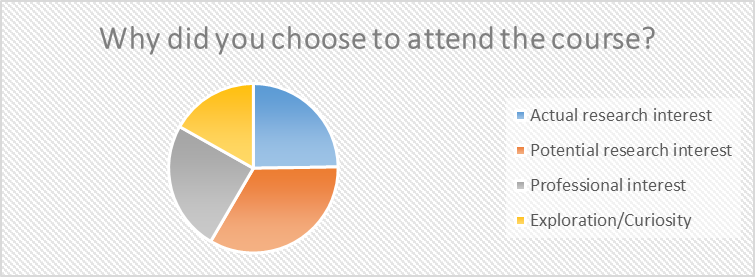 Why did you choose to attend the course?
Actual research interest
Potential research interest
Professional interest
Exploration/Curiosity